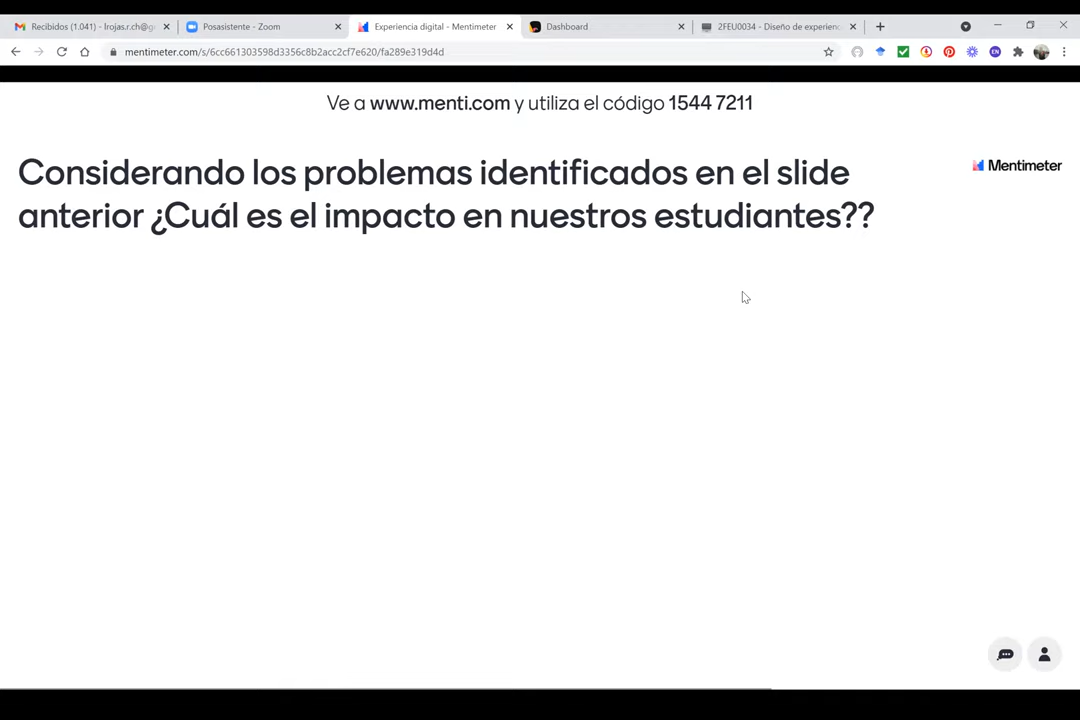 Recibidos (1.041) - lrojas.r.ch@g
Posasistente - Zoom
Experiencia digital - Mentimeter
Dashboard
2FEU0034 - Diseño de experienc
mentimeter.com/s/6cc661303598d3356c8b2acc2cf7e620/fa289e319d4d
EN
Ve a www.menti.com y utiliza el código 1544 7211
Considerando los problemas identificados en el slide
anterior ¿Cuál es el impacto en nuestros estudiantes??
Mentimeter